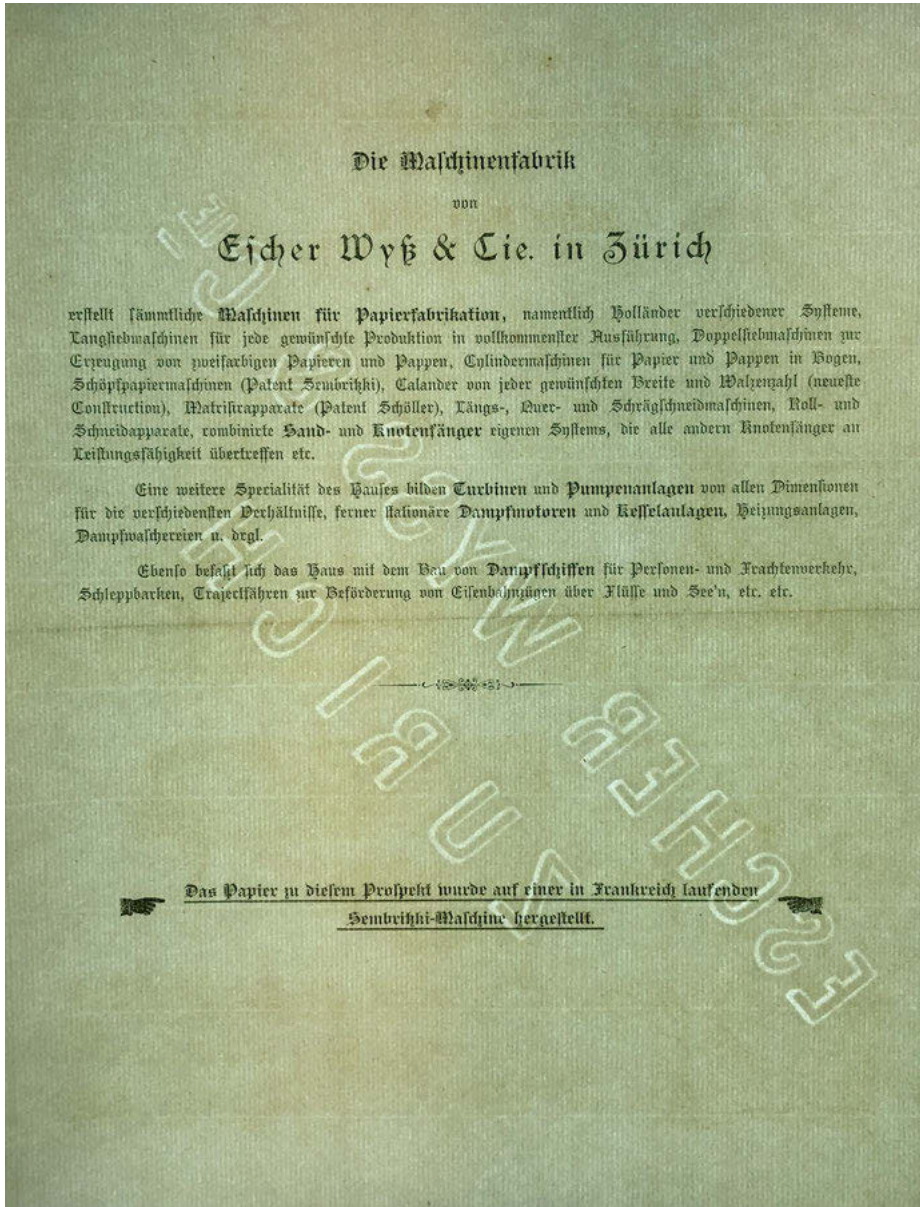 Die Maschinenfabrik
von
Escher Wyß & Cie. in Zürich
erstellt sämmtliche Maschinen für Papierfabrikation, namentlich Holländer verschiedener Systeme,
Langsiebmaschinen für jede gewünschte Produktion in vollkommenster Ausführung, Doppelsiebmaschinen zur
Erzeugung von zweifarbigen Papieren und Pappen, Cylindermaschinen für Papier und Pappen in Bogen,
Schöpfpapiermaschinen (Patent Sembritzki), Calander von jeder gewünschten Breite und Walzenzahl (neueste
Construction), Matrisirapparate (Patent Schöller), Längs-, Quer- und Schrägschneidmaschinen, Roll- und
Schneidapparate, combinirte Sand- und Knotenfänger eigenen Systems, die alle andern Knotenfänger an
Leistungsfähigkeit übertreffen etc.
Eine weitere Specialität des Hauses bilden Turbinen und Pumpenanlagen von allen Dimensionen
für die verschiedensten Verhältnisse, ferner stationäre Dampfmotoren und Kesselanlagen, Heizungsanlagen,
Dampfwaschereien u. drgl.
Ebenso befaßt sich das Haus mit dem Bau von Dampfschiffen für Personen- und Frachtenverkehr,
Schleppbarken, Trajectfähren zur Beförderung von Eisenbahnzügen über Flüsse und See'n, etc. etc.
Das Papier zu diesem Prospekt wurde auf einer in Frankreich laufenden
Sembritzki-Maschine hergestellt.
ESCHER WYSS & CIE
ZURICH